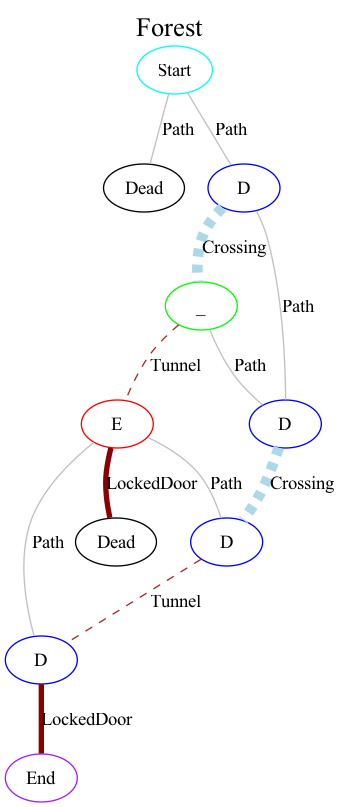 Forest
Start
Path Path
Dead D
Crossing
_
Path
Tunnel Path
E D
LockedDoor Path Crossing
Dead D
Path
Tunnel
D
LockedDoor
End